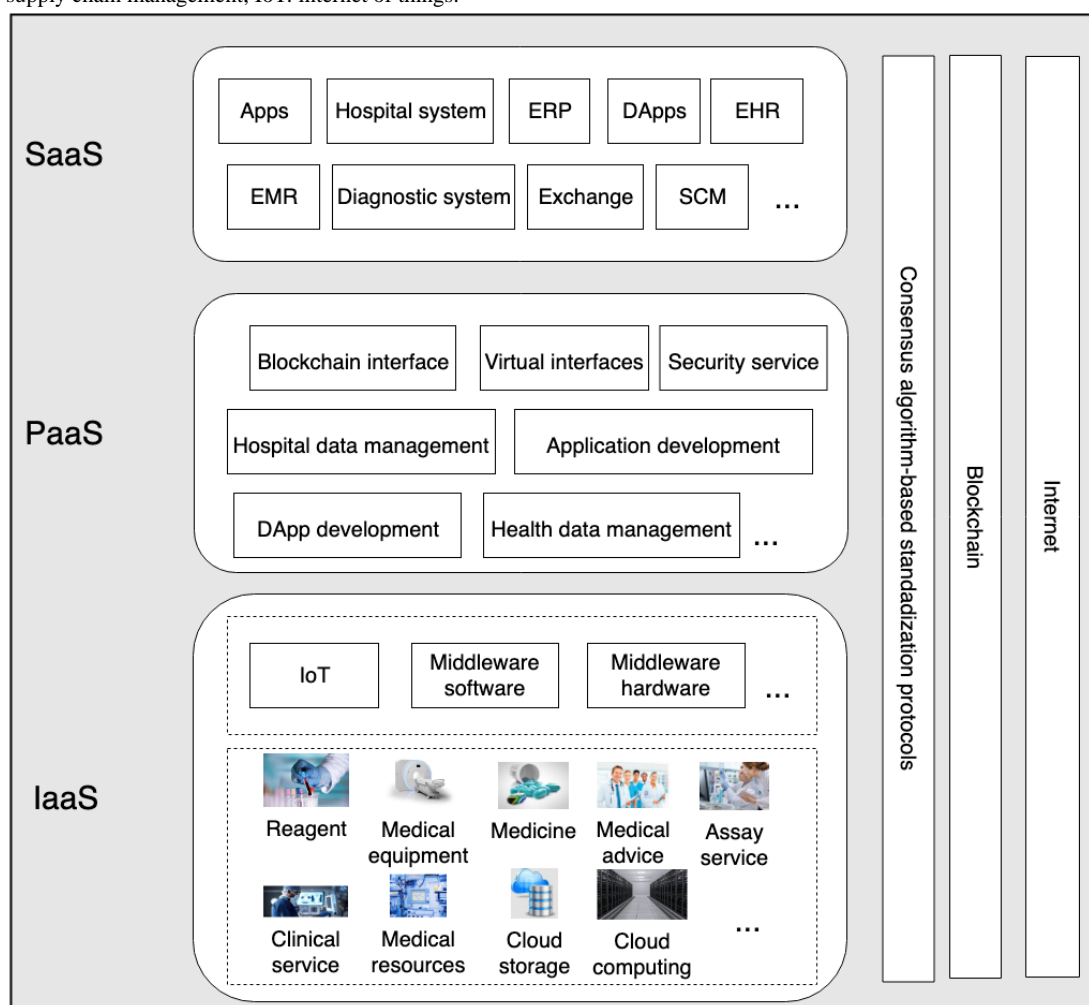 supply chain management; IoT: internet of things.
SaaS
Apps
Hospital system
ERP
DApps
EHR
EMR
Diagnostic system
Exchange
SCM
...
PaaS
Blockchain interface
Virtual interfaces
Security service
Hospital data management
Application development
DApp development
Health data management
...
IaaS
IoT
Middleware
software
Middleware
hardware
...
Reagent
Medical
equipment
Medicine
Medical
advice
Assay
service
Clinical
service
Medical
resources
Cloud
storage
Cloud
computing
...
Consensus algorithm-based standadization protocols
Blockchain
Internet